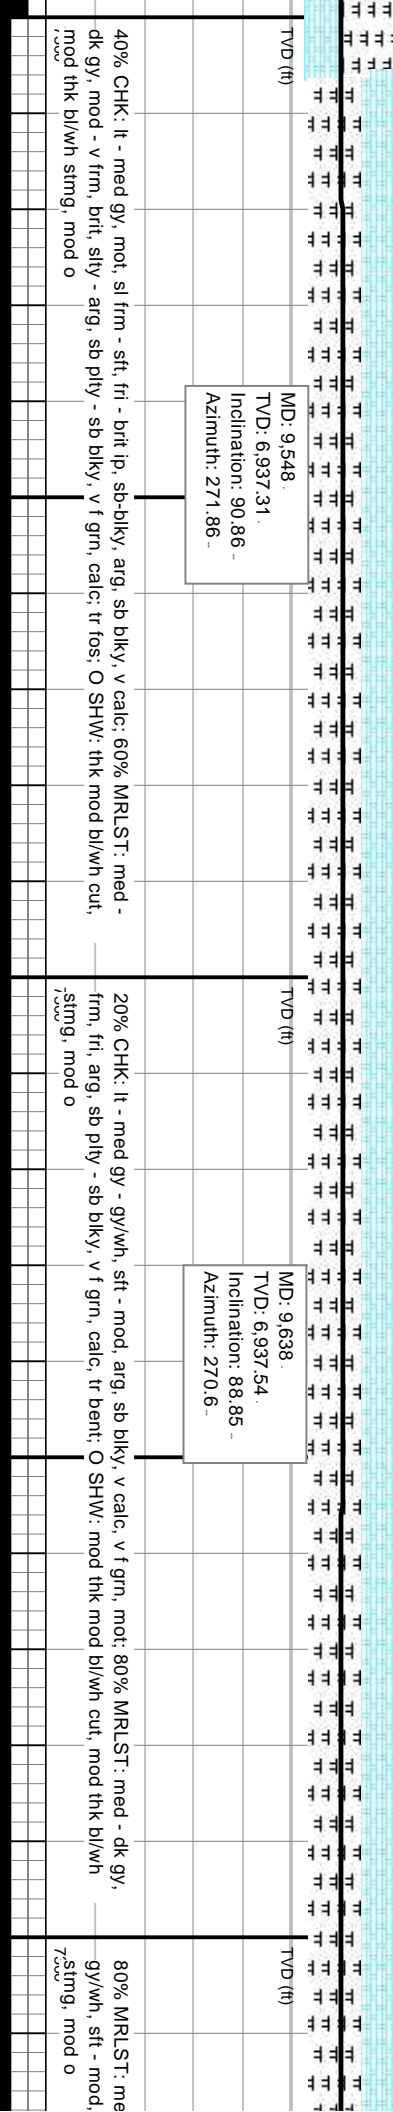 TVD (ft)
MD: 9,548
TVD: 6,937.31
Inclination: 90.86
Azimuth: 271.86
40% CHK: lt - med gy, mot, sl frm - sft, fri - brit ip, sb-blky, arg, sb blky, v calc; 60% MRLST: med -
dk gy, mod - v frm, brit, slty - arg, sb plty - sb blky, v f grn, calc; tr fos; O SHW: thk mod bl/wh cut,
mod thk bl/wh stmg, mod o
TVD (ft)
MD: 9,638
TVD: 6,937.54
Inclination: 88.85
Azimuth: 270.6
20% CHK: lt - med gy - gy/wh, sft - mod, arg, sb blky, v calc, v f grn, mot; 80% MRLST: med - dk gy,
frm, fri, arg, sb plty - sb blky, v f grn, calc, tr bent; O SHW: mod thk mod bl/wh cut, mod thk bl/wh
stmg, mod o
TVD (ft)
80% MRLST: me
gy/wh, sft - mod,
stmg, mod o